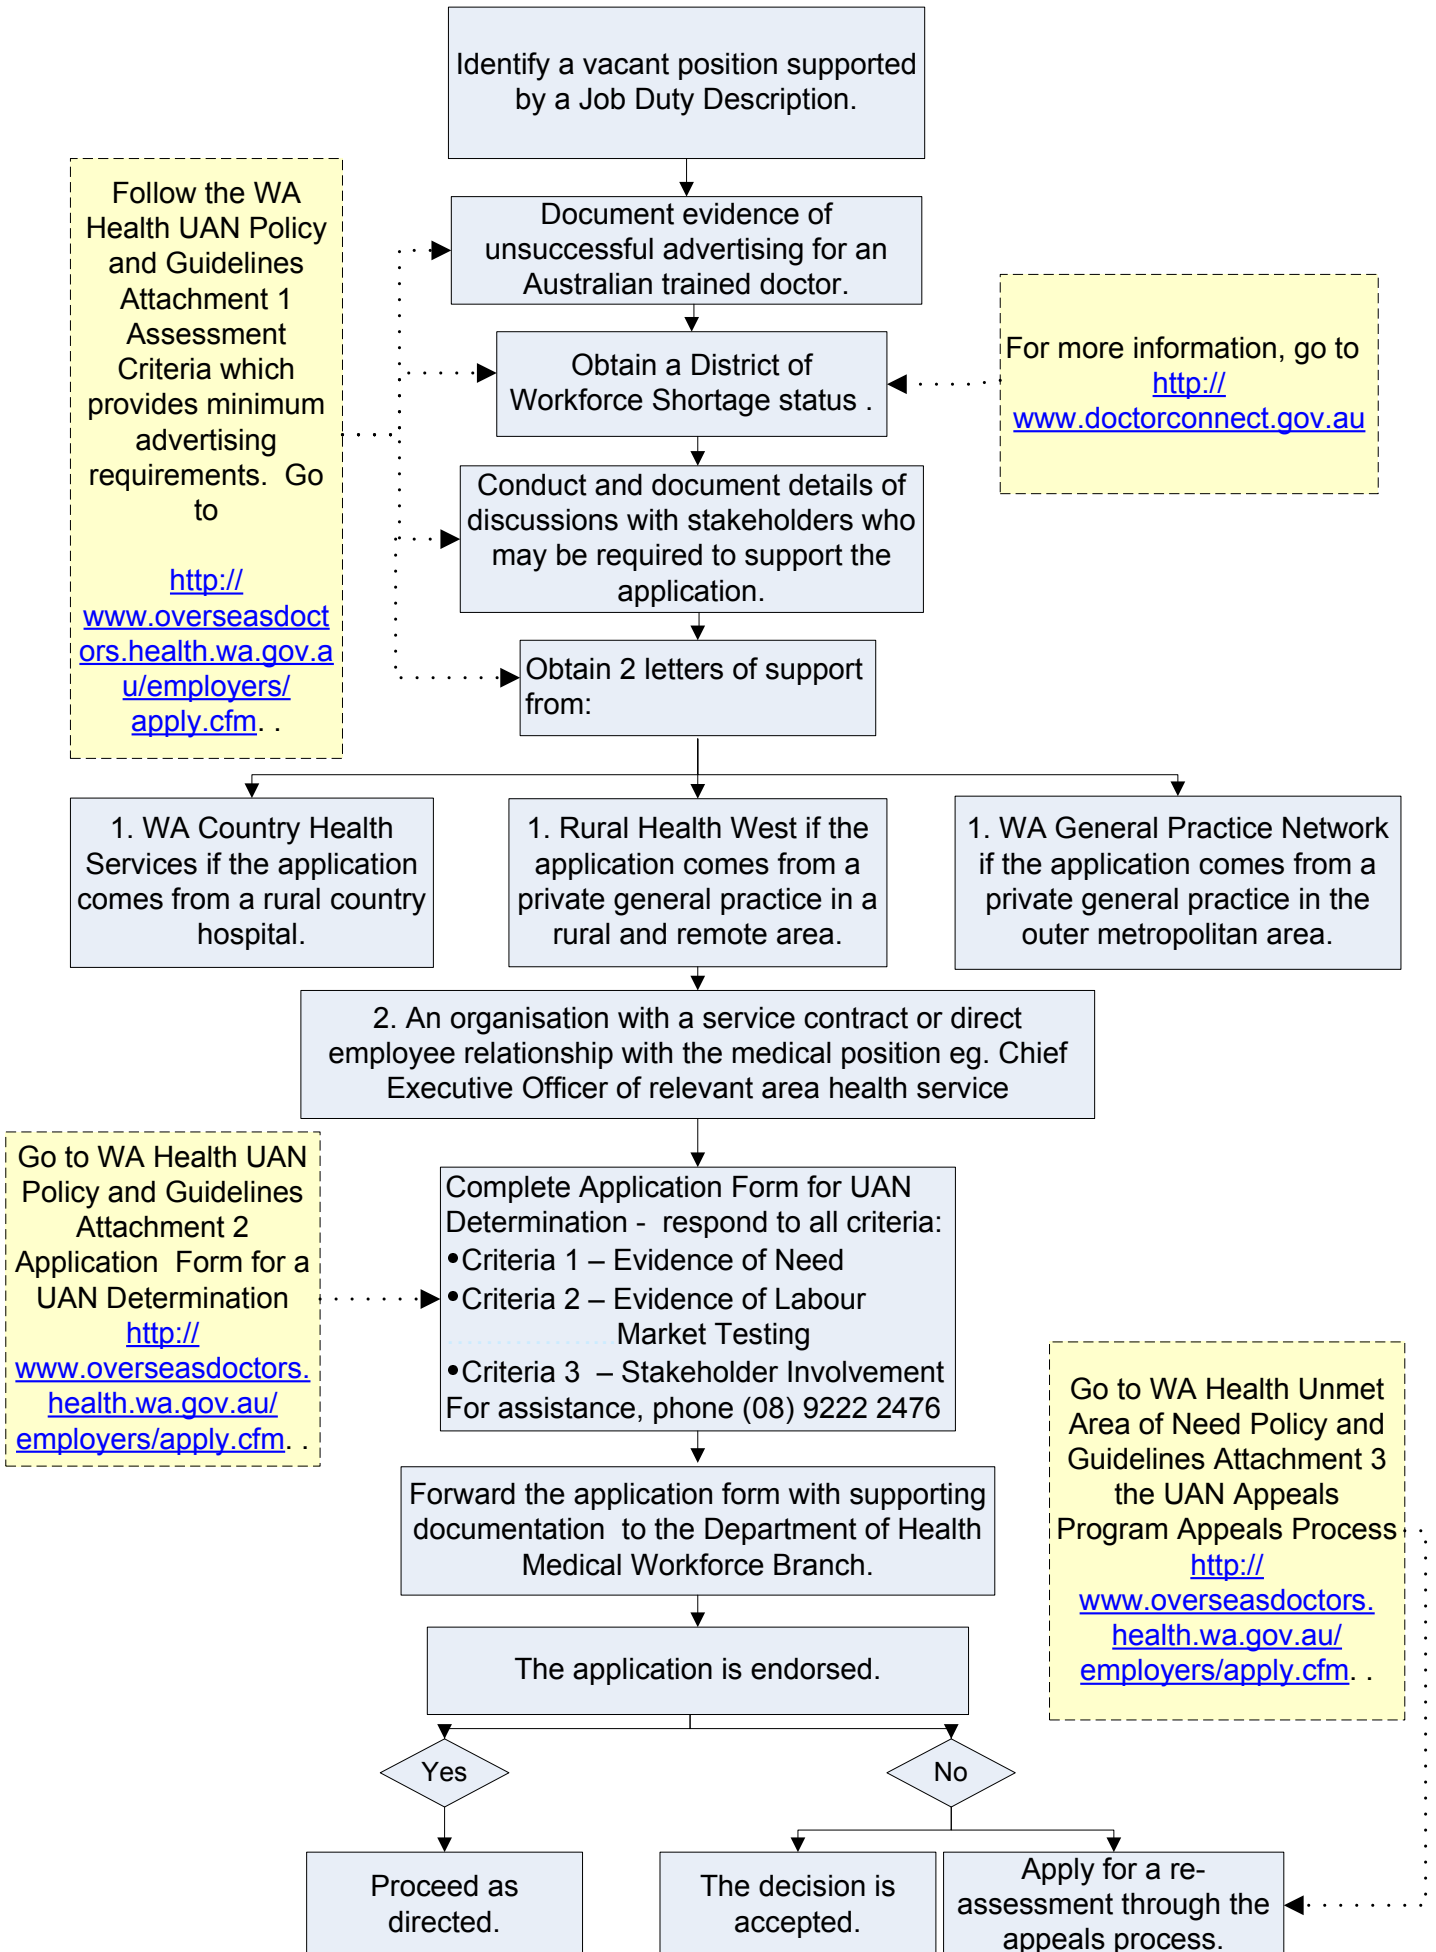 Identify a vacant position supported
by a Job Duty Description.
Follow the WA
Health UAN Policy
and Guidelines
Attachment 1
Assessment
Criteria which
provides minimum
advertising
requirements.  Go
to
http://
www.overseasdoct
ors.health.wa.gov.a
u/employers/
apply.cfm. .
Document evidence of
unsuccessful advertising for an
Australian trained doctor.
Obtain a District of
Workforce Shortage status .
For more information, go to
http://
www.doctorconnect.gov.au
Conduct and document details of
discussions with stakeholders who
may be required to support the
application.
Obtain 2 letters of support
from:
1. WA Country Health
Services if the application
comes from a rural country
hospital.
1. Rural Health West if the
application comes from a
private general practice in a
rural and remote area.
1. WA General Practice Network
if the application comes from a
private general practice in the
outer metropolitan area.
2. An organisation with a service contract or direct
employee relationship with the medical position eg. Chief
Executive Officer of relevant area health service
Go to WA Health UAN
Policy and Guidelines
Attachment 2
Application  Form for a
UAN Determination
http://
www.overseasdoctors.
health.wa.gov.au/
employers/apply.cfm. .
Complete Application Form for UAN
Determination -  respond to all criteria:
•Criteria 1 – Evidence of Need
•Criteria 2 – Evidence of Labour
Market Testing
•Criteria 3  – Stakeholder Involvement
For assistance, phone (08) 9222 2476
Go to WA Health Unmet
Area of Need Policy and
Guidelines Attachment 3
the UAN Appeals
Program Appeals Process
http://
www.overseasdoctors.
health.wa.gov.au/
employers/apply.cfm. .
Forward the application form with supporting
documentation  to the Department of Health
Medical Workforce Branch.
The application is endorsed.
Yes
No
Proceed as
directed.
The decision is
accepted.
Apply for a re-
assessment through the
appeals process.